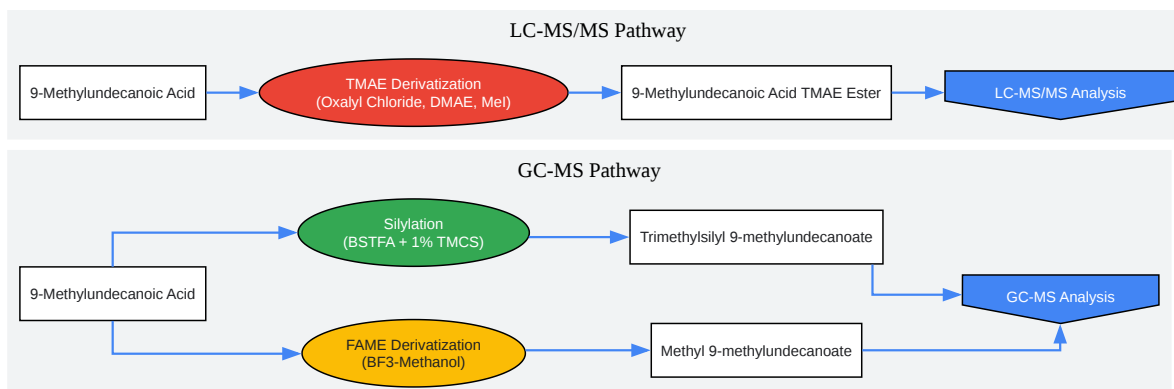 LC-MS/MS Pathway
9-Methylundecanoic Acid
TMAE Derivatization
(Oxalyl Chloride, DMAE, MeI)
9-Methylundecanoic Acid TMAE Ester
LC-MS/MS Analysis
GC-MS Pathway
Silylation
(BSTFA + 1% TMCS)
Trimethylsilyl 9-methylundecanoate
9-Methylundecanoic Acid
GC-MS Analysis
FAME Derivatization
(BF3-Methanol)
Methyl 9-methylundecanoate